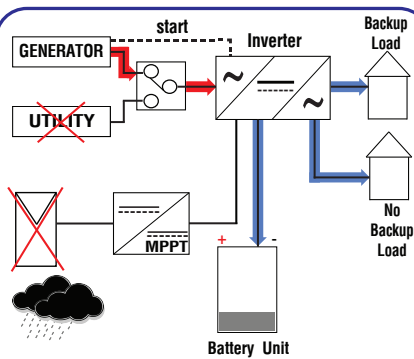 start
Backup
Load
GENERATOR
Inverter
UTILITY
No
Backup
Load
MPPT
+ -
Battery Unit